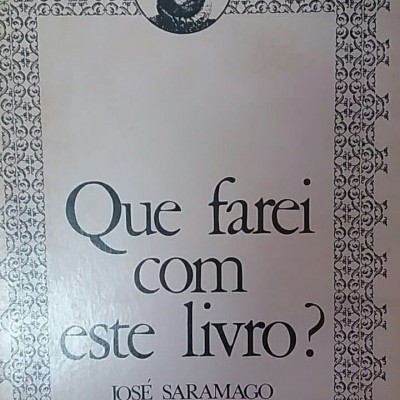 Que farei
com
este livro?
JOSÉ SARAMAGO